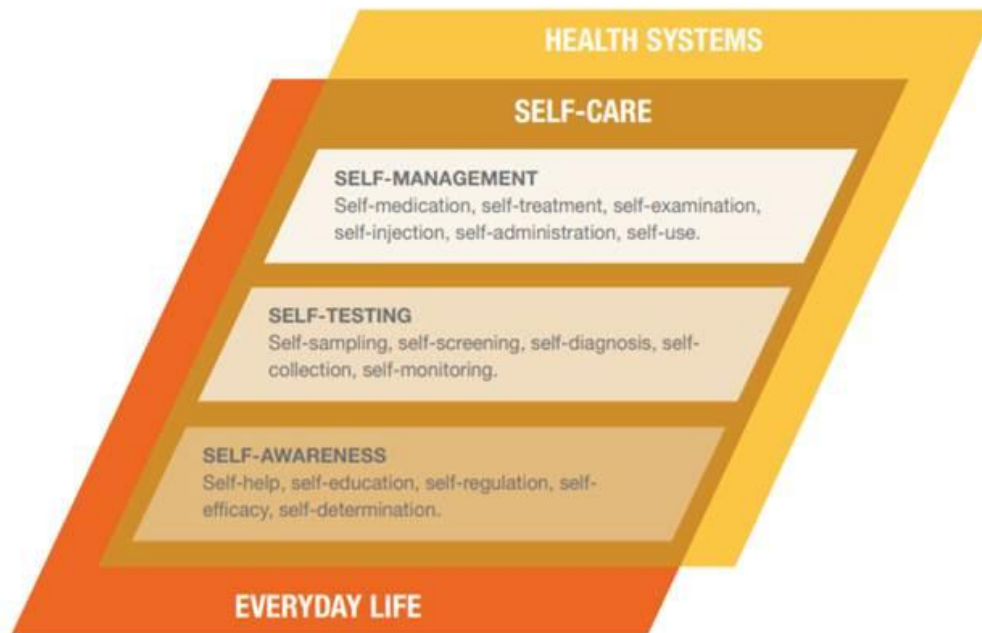 HEALTH SYSTEMS
SELF-CARE
SELF-MANAGEMENT
Self-medication, self-treatment, self-examination,
self-injection, self-administration, self-use.
SELF-TESTING
Self-sampling, self-screening, self-diagnosis, self-
collection, self-monitoring.
SELF-AWARENESS
Self-help, self-education, self-regulation, self-
efficacy, self-determination.
EVERYDAY LIFE